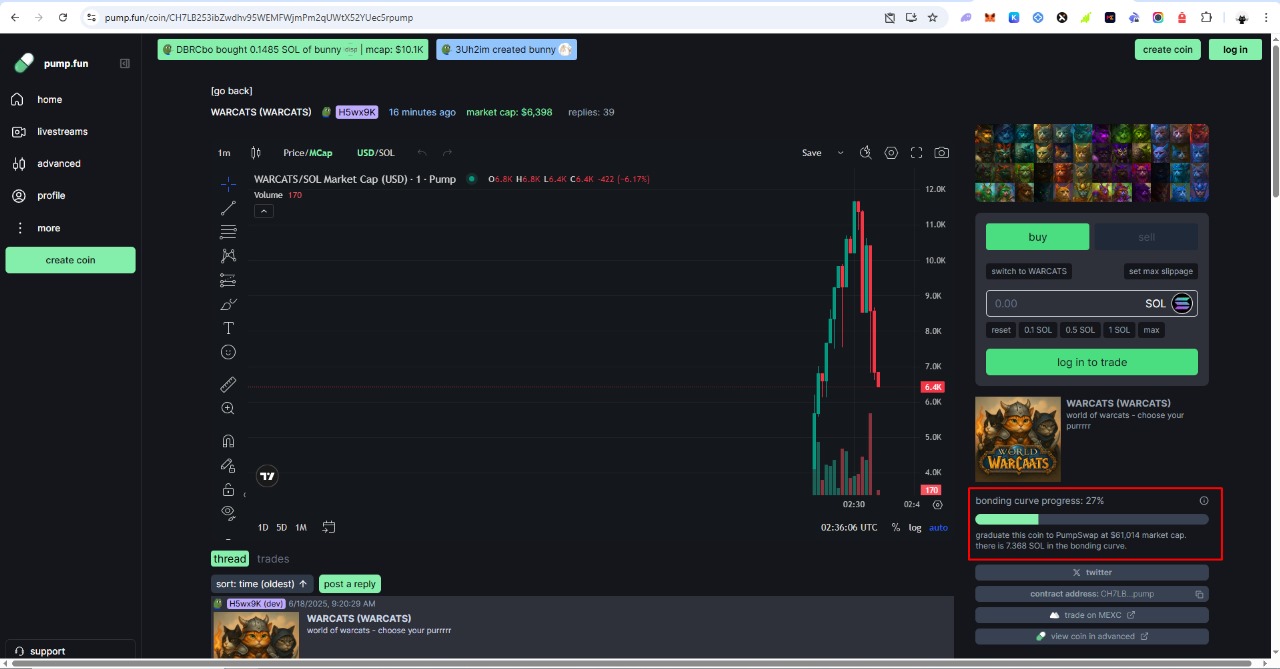 pump.fun/coin/CH7LB253ibZwdhv95WEMFWjmPm2qUWtX52YUec5rpump
pump.fun
home
livestreams
advanced
profile
more
create coin
support
DBRCbo bought 0.1485 SOL of bunny | mcap: $10.1K
3Uh2im created bunny
create coin
log in
[go back]
WARCATS (WARCATS) H5wx9K 16 minutes ago market cap: $6,398 replies: 39
1m Price/MCap USD/SOL Save
WARCATS/SOL Market Cap (USD) · 1 · Pump O6.8K H6.8K L6.4K C6.4K -422 (-6.17%)
Volume 170
12.0K
11.0K
10.0K
9.0K
8.0K
7.0K
6.4K
6.0K
5.0K
4.0K
170
02:30 02:4
1D 5D 1M 02:36:06 UTC % log auto
thread trades
sort: time (oldest) ↑ post a reply
H5wx9K (dev) 6/18/2025, 9:20:29 AM
WARCATS (WARCATS)
world of warcats - choose your purrrrr
buy sell
switch to WARCATS set max slippage
0.00 SOL
reset 0.1 SOL 0.5 SOL 1 SOL max
log in to trade
WORLD
OF
WARCAATS
WARCATS (WARCATS)
world of warcats - choose your
purrrrr
bonding curve progress: 27%
graduate this coin to PumpSwap at $61,014 market cap.
there is 7.368 SOL in the bonding curve.
twitter
contract address: CH7LB...pump
trade on MEXC
view coin in advanced